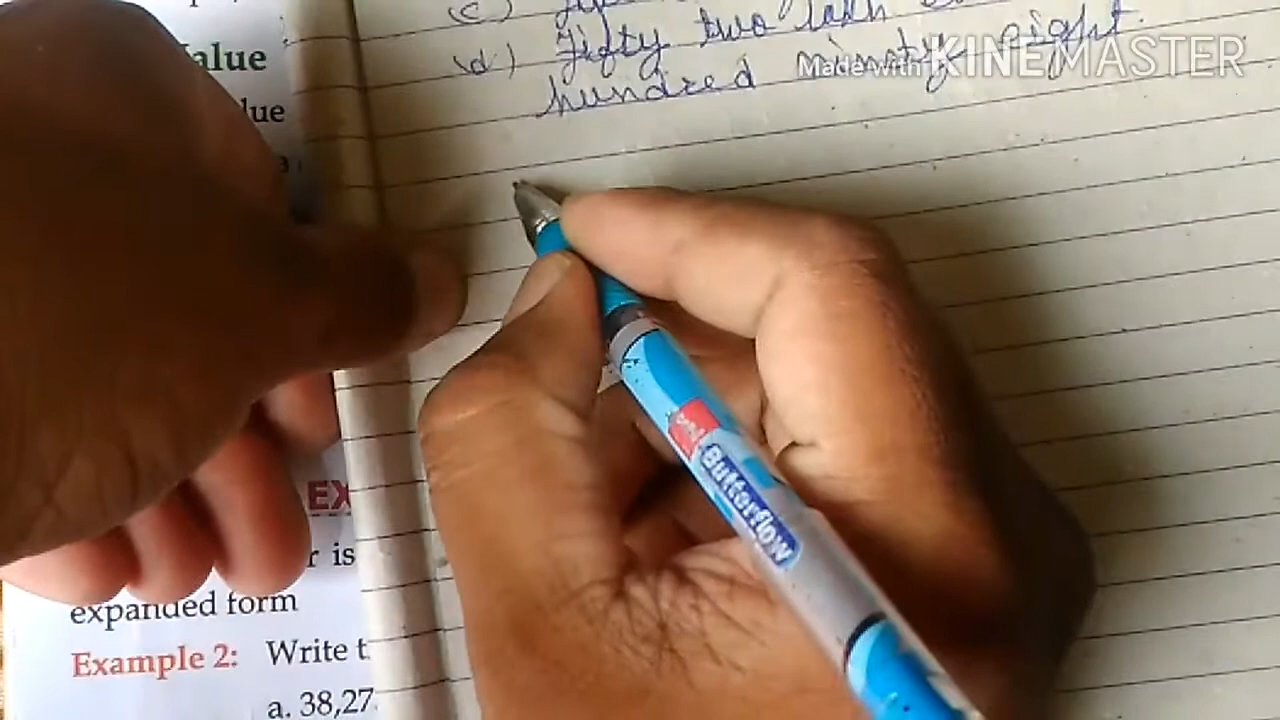 c)
d) Fifty two lakh
hundred ninety eight
Made with KINEMASTER
alue
lue
a
EX
r is
expanded form
Example 2: Write t
a. 38,27
Butterflow